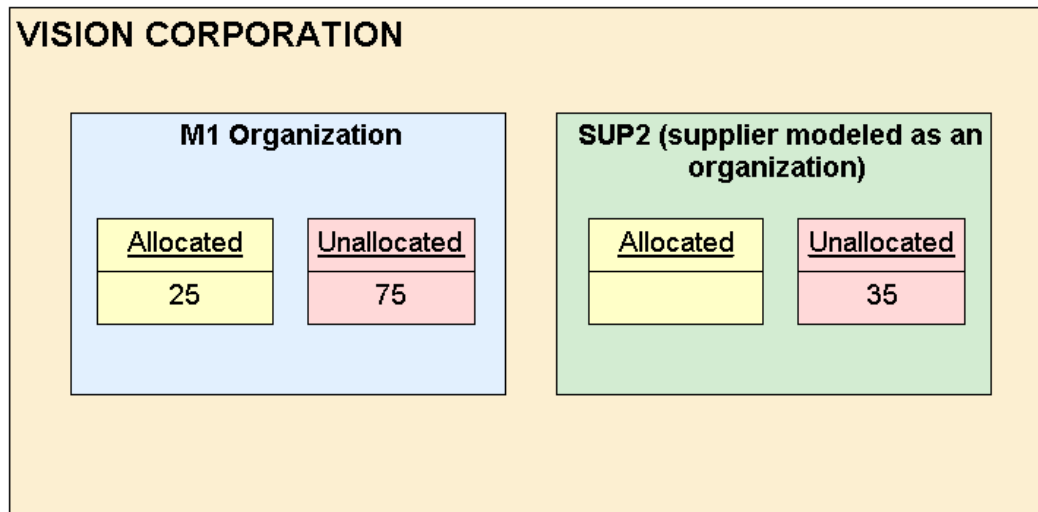 VISION CORPORATION
M1 Organization
Allocated
Unallocated
25
75
SUP2 (supplier modeled as an
organization)
Allocated
Unallocated
35